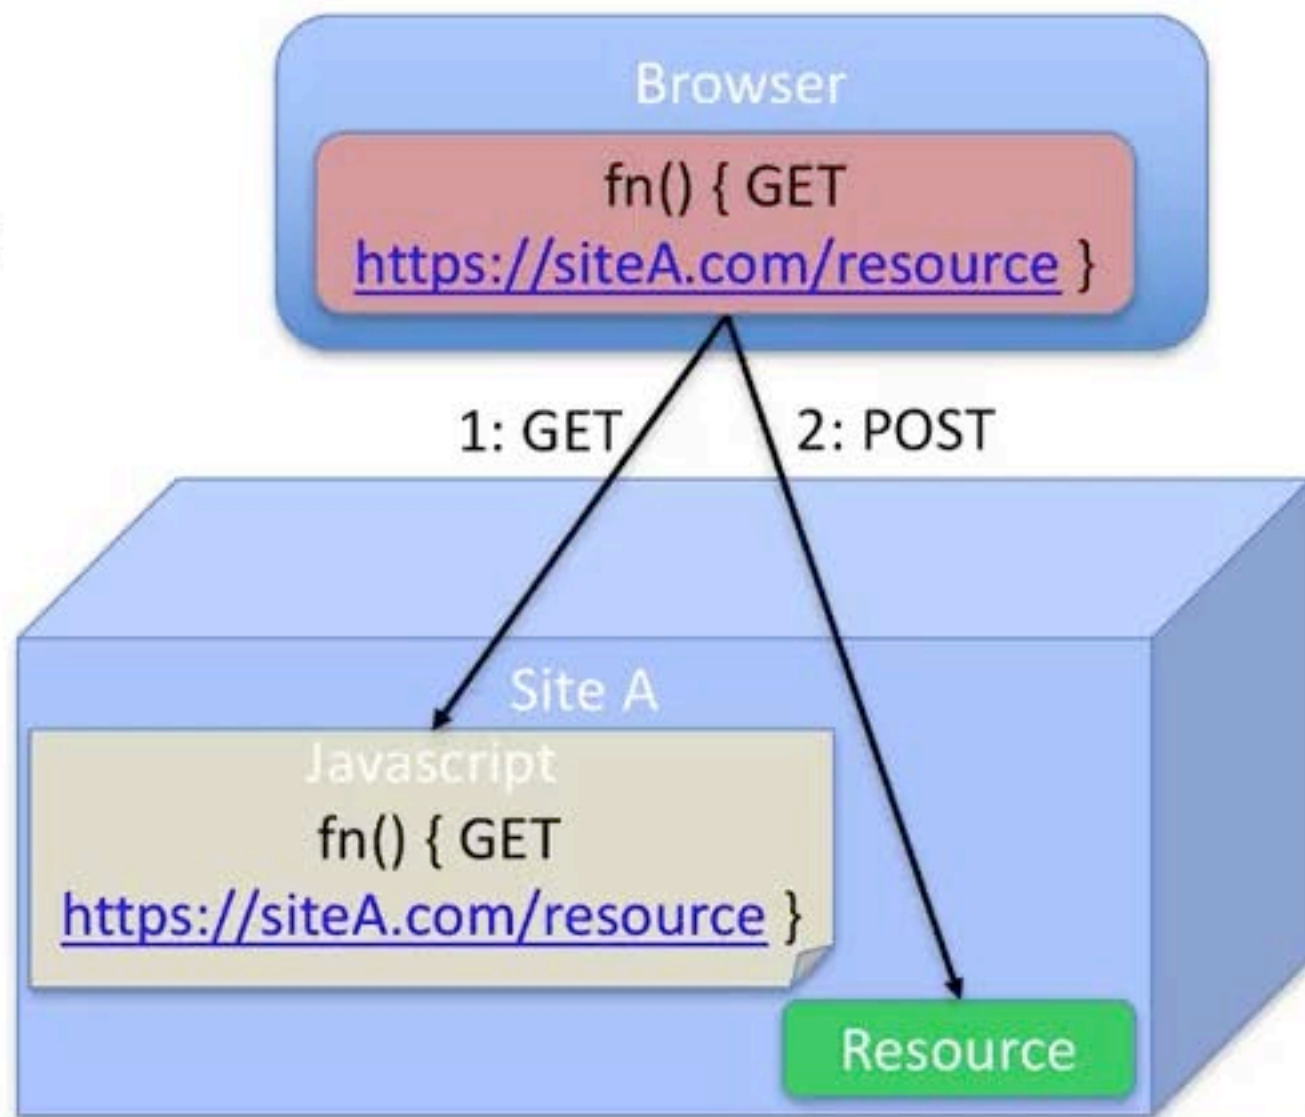 Browser
fn() { GET
https://siteA.com/resource }
1: GET
2: POST
Site A
Javascript
fn() { GET
https://siteA.com/resource }
Resource